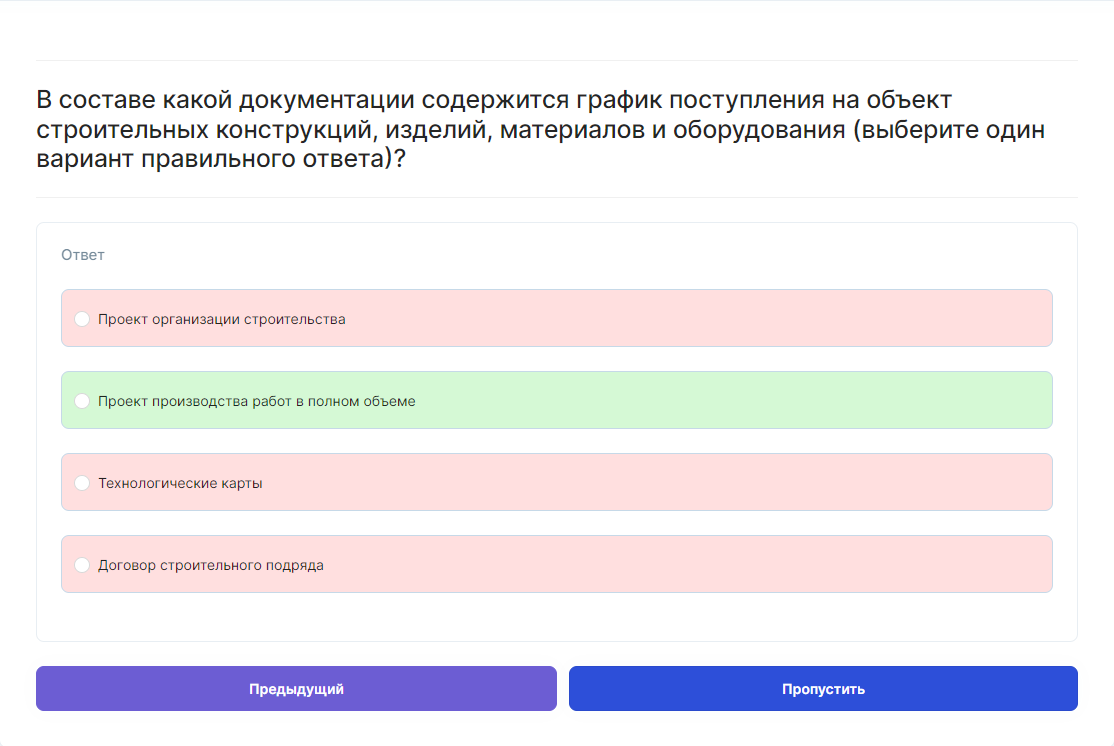 В составе какой документации содержится график поступления на объект
строительных конструкций, изделий, материалов и оборудования (выберите один
вариант правильного ответа)?
Ответ
Проект организации строительства
Проект производства работ в полном объеме
Технологические карты
Договор строительного подряда
Предыдущий
Пропустить